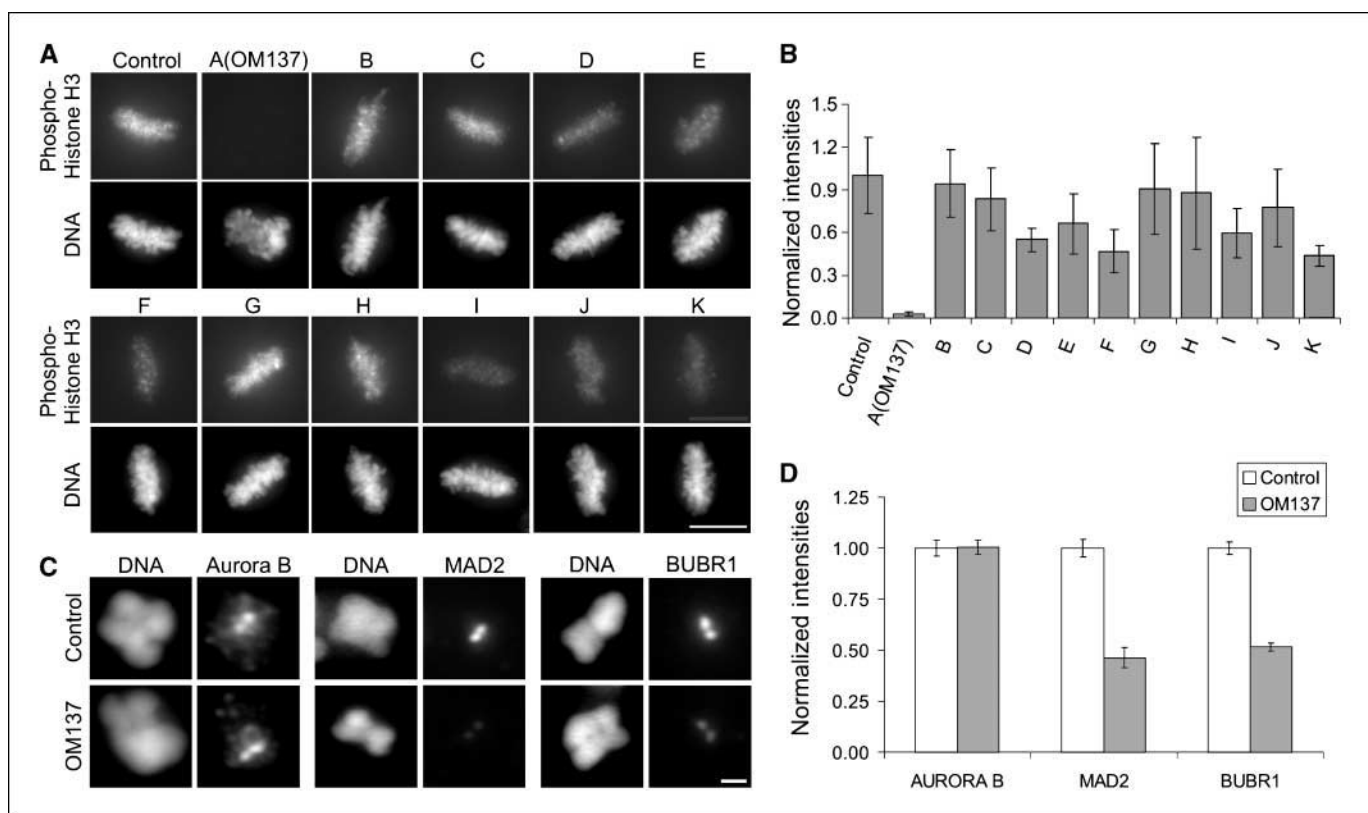 A
Control A(OM137) B C D E
Phospho-
Histone H3
DNA
F G H I J K
Phospho-
Histone H3
DNA
B
Normalized intensities
1.5
1.2
0.9
0.6
0.3
0.0
Control A(OM137) B C D E F G H I J K
C
DNA Aurora B DNA MAD2 DNA BUBR1
Control
OM137
D
Control
OM137
Normalized intensities
1.25
1.00
0.75
0.50
0.25
0.00
AURORA B MAD2 BUBR1